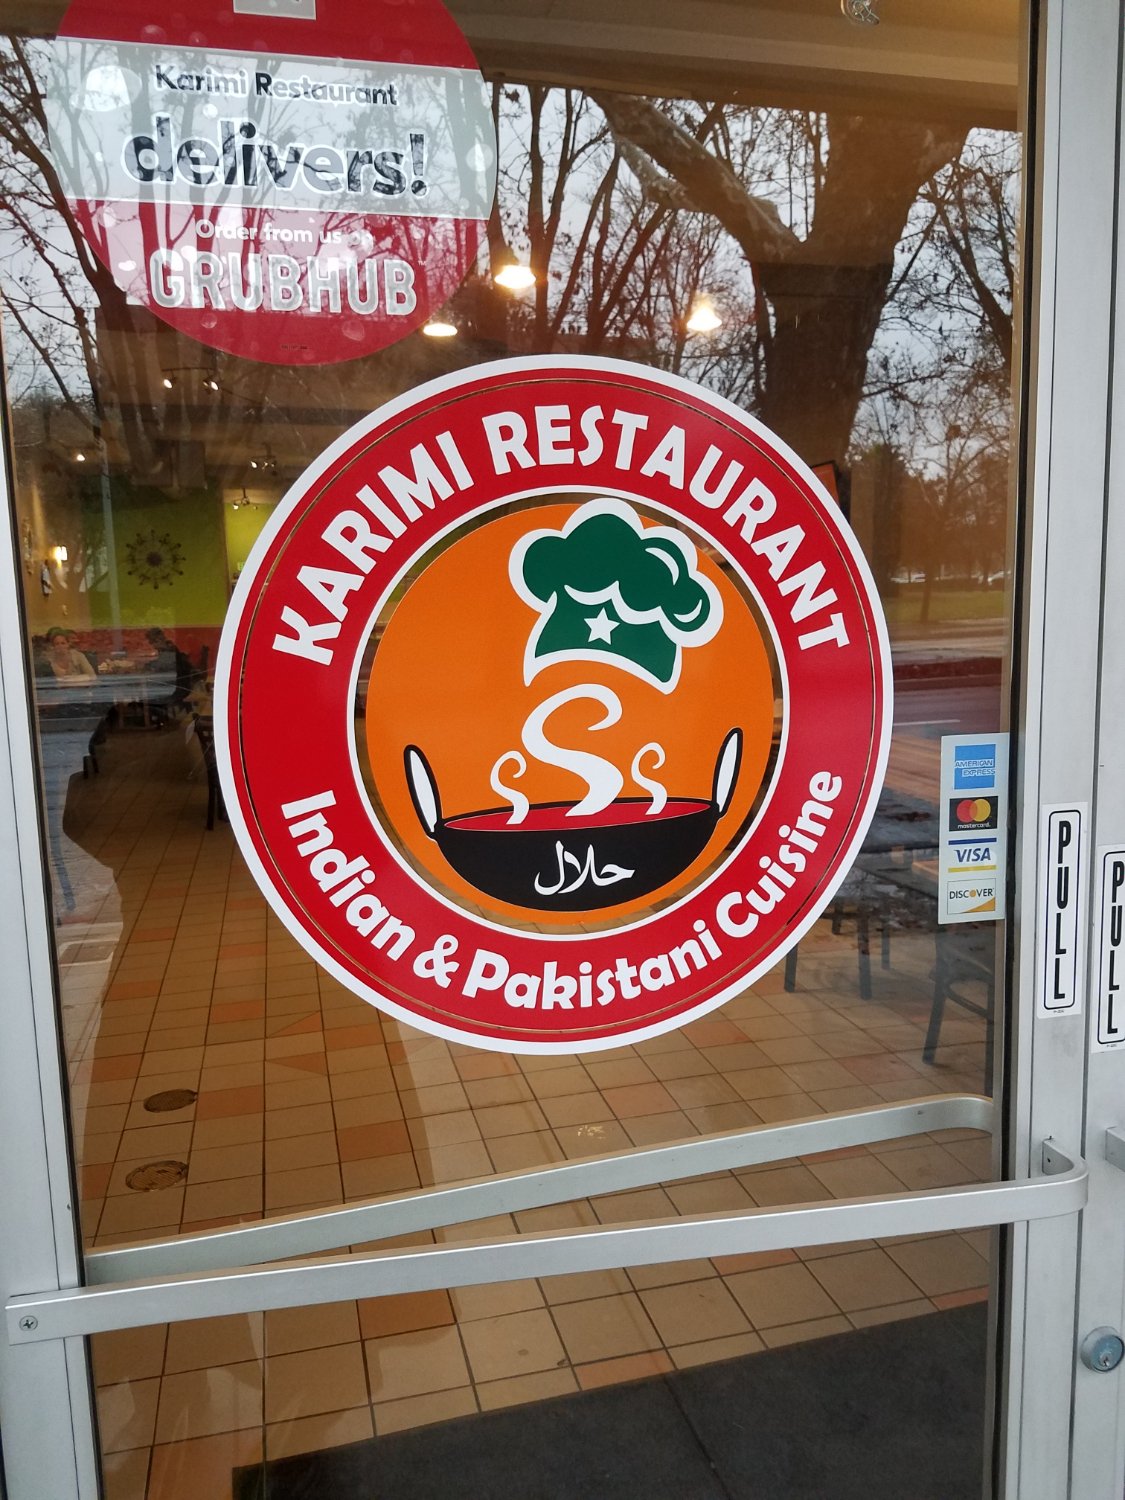 Karimi Restaurant
delivers!
Order from us on
GRUBHUB
KARIMI RESTAURANT
حلال
Indian & Pakistani Cuisine
AMERICAN
EXPRESS
mastercard
VISA
DISCOVER
PULL
PULL